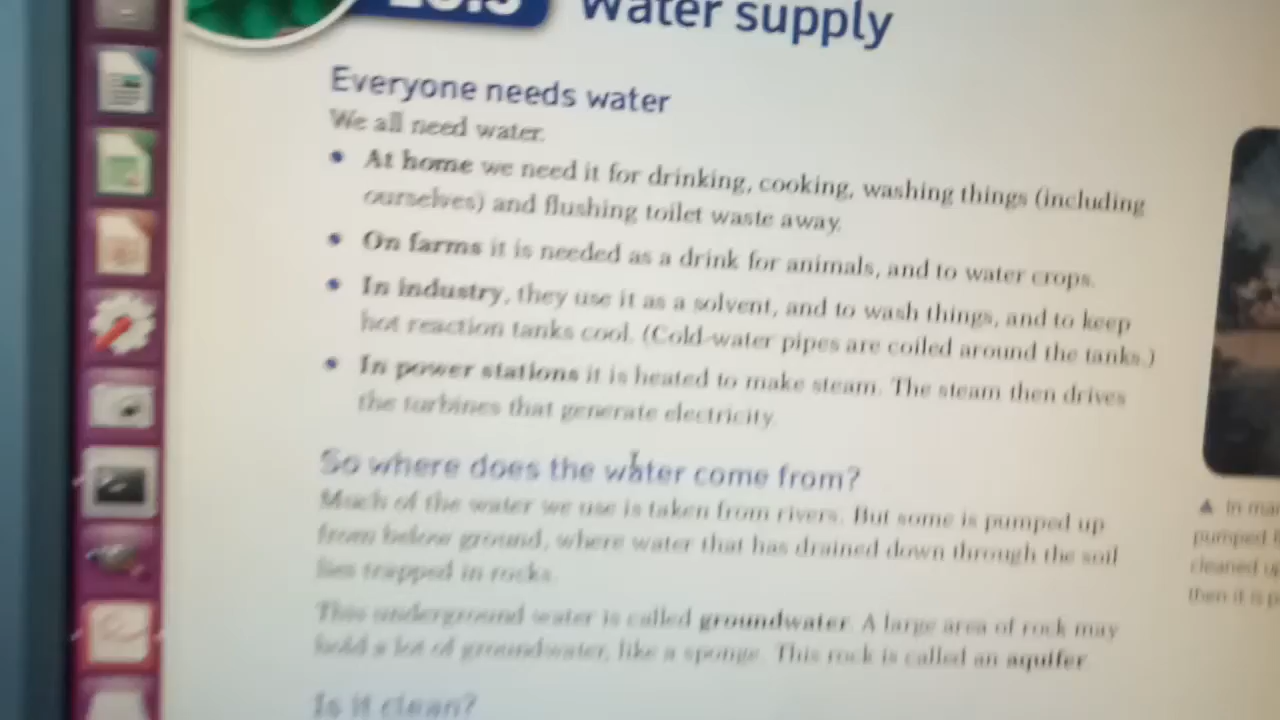 Water supply
Everyone needs water
We all need water.
• At home we need it for drinking, cooking, washing things (including
ourselves) and flushing toilet waste away.
• On farms it is needed as a drink for animals, and to water crops.
• In industry, they use it as a solvent, and to wash things, and to keep
hot reaction tanks cool. (Cold-water pipes are coiled around the tanks.)
• In power stations it is heated to make steam. The steam then drives
the turbines that generate electricity.
So where does the water come from?
Much of the water we use is taken from rivers. But some is pumped up
from below ground, where water that has drained down through the soil
lies trapped in rocks.
This underground water is called groundwater. A large area of rock may
hold a lot of groundwater, like a sponge. This rock is called an aquifer.
Is it clean?
▲ In
pumped
cleaned
then it is